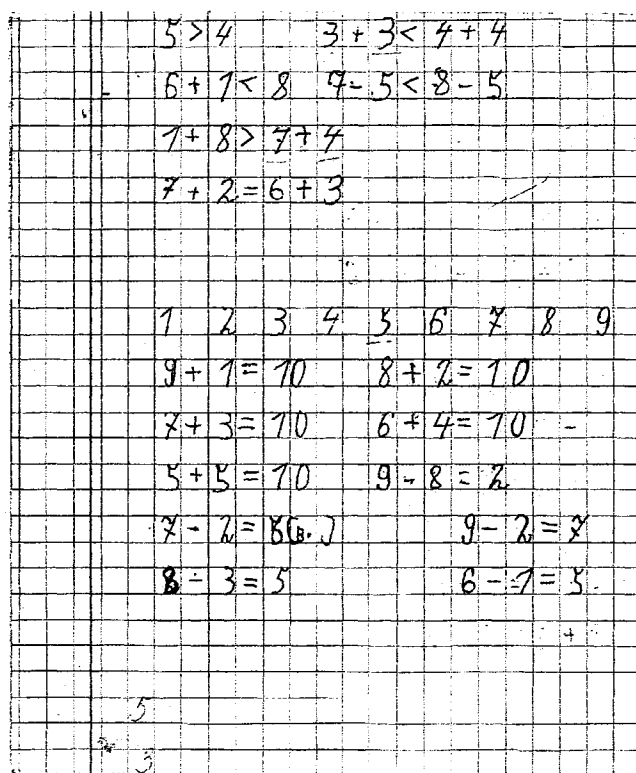 5 > 4 3 + 3 < 4 + 4
6 + 1 < 8 7 - 5 < 8 - 5
1 + 8 > 7 + 4
7 + 2 = 6 + 3
1 2 3 4 5 6 7 8 9
9 + 1 = 10 8 + 2 = 10
7 + 3 = 10 6 + 4 = 10
5 + 5 = 10 9 - 8 = 2
7 - 2 = 9 - 2 = 7
8 - 3 = 5 6 - 1 = 5
5
3